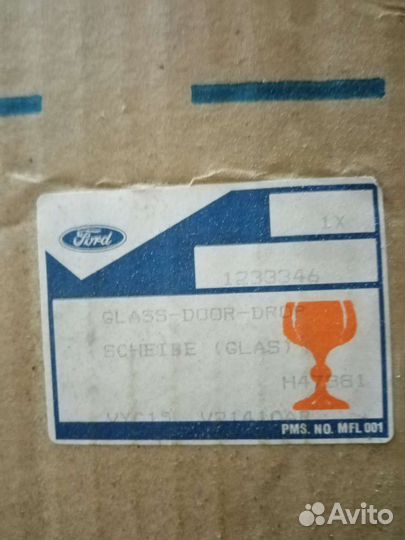 Ford
1X
1233346
GLASS-DOOR-DROP
SCHEIBE (GLAS)
PMS. NO. MFL 001
Avito